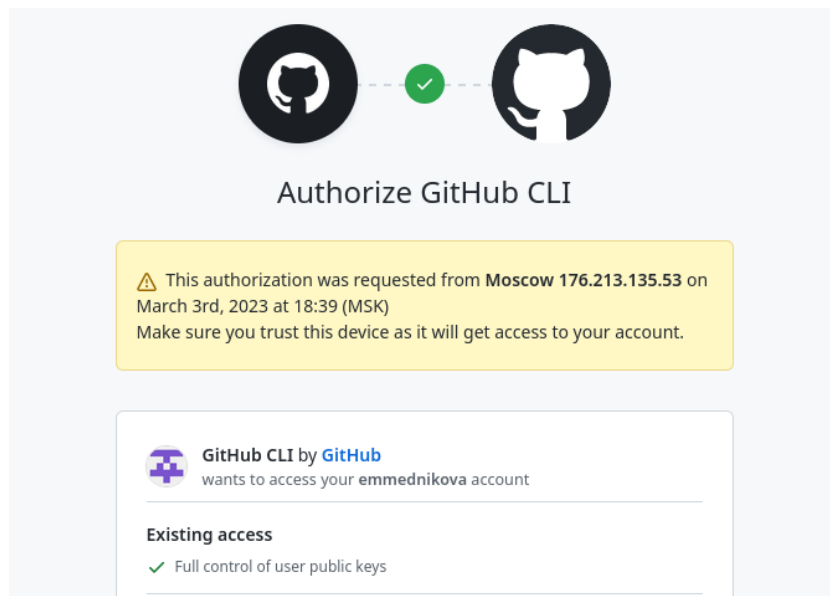 Authorize GitHub CLI
This authorization was requested from Moscow 176.213.135.53 on
March 3rd, 2023 at 18:39 (MSK)
Make sure you trust this device as it will get access to your account.
GitHub CLI by GitHub
wants to access your emmednikova account
Existing access
Full control of user public keys